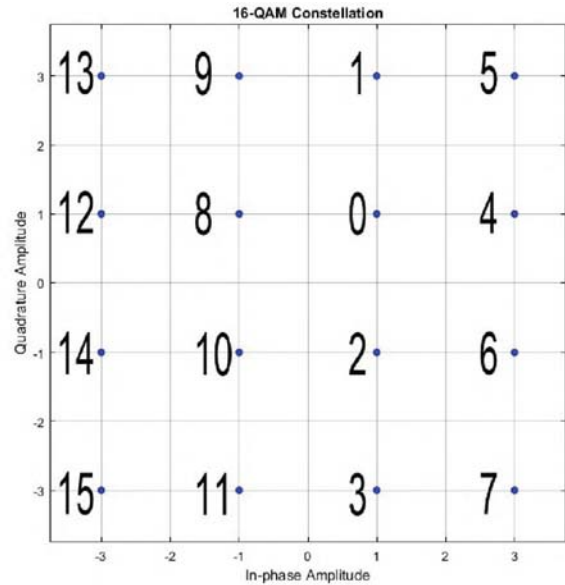 16-QAM Constellation
13 9 1 5
3
2
12 8 0 4
1
Quadrature Amplitude
0
14 10 2 6
-1
-2
15 11 3 7
-3
-3 -2 -1 0 1 2 3
In-phase Amplitude